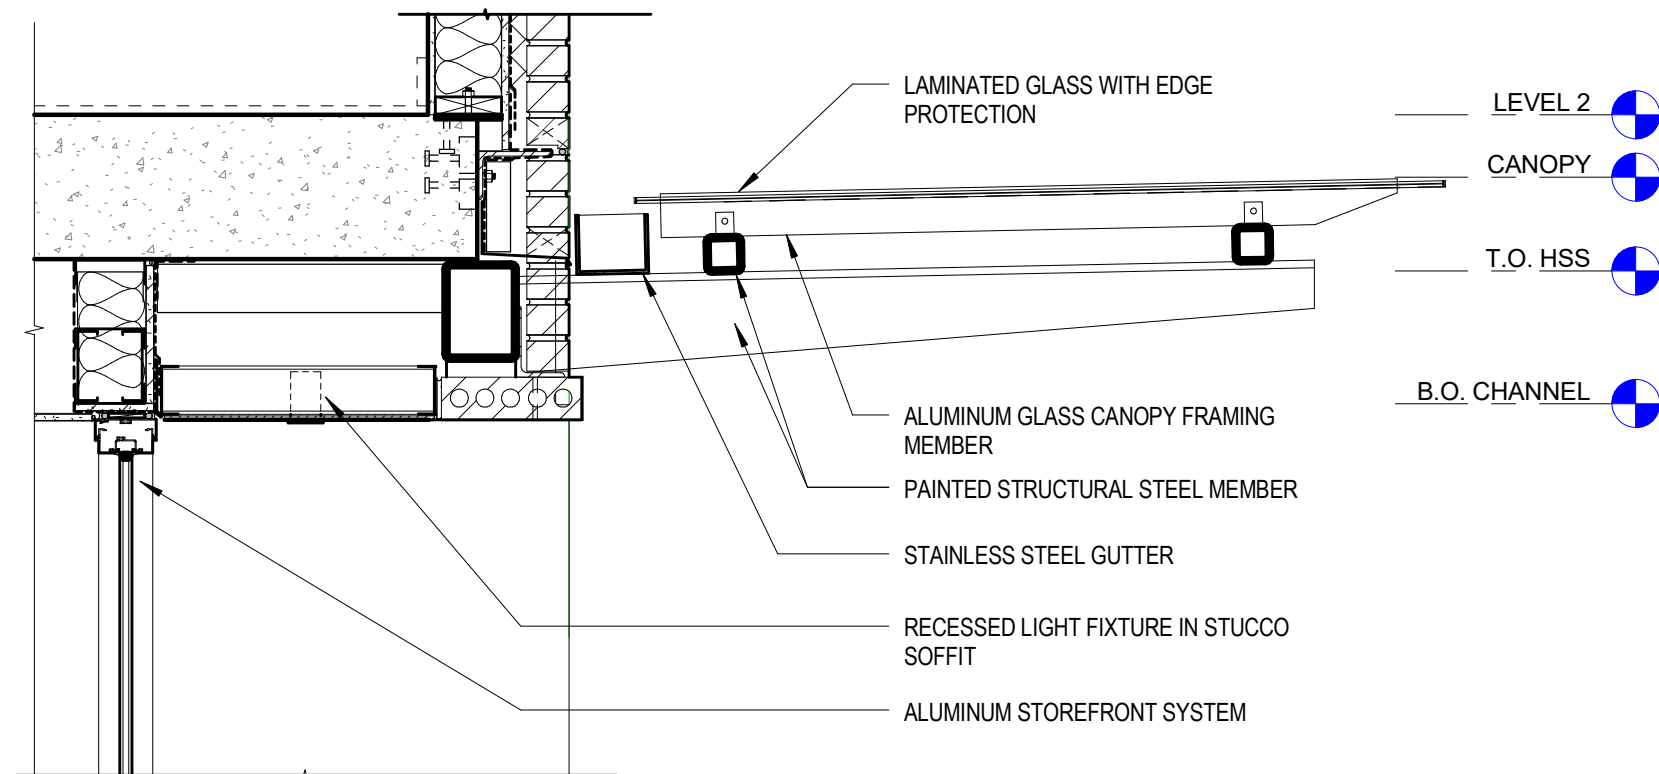 LAMINATED GLASS WITH EDGE
PROTECTION
LEVEL 2
CANOPY
T.O. HSS
B.O. CHANNEL
ALUMINUM GLASS CANOPY FRAMING
MEMBER
PAINTED STRUCTURAL STEEL MEMBER
STAINLESS STEEL GUTTER
RECESSED LIGHT FIXTURE IN STUCCO
SOFFIT
ALUMINUM STOREFRONT SYSTEM